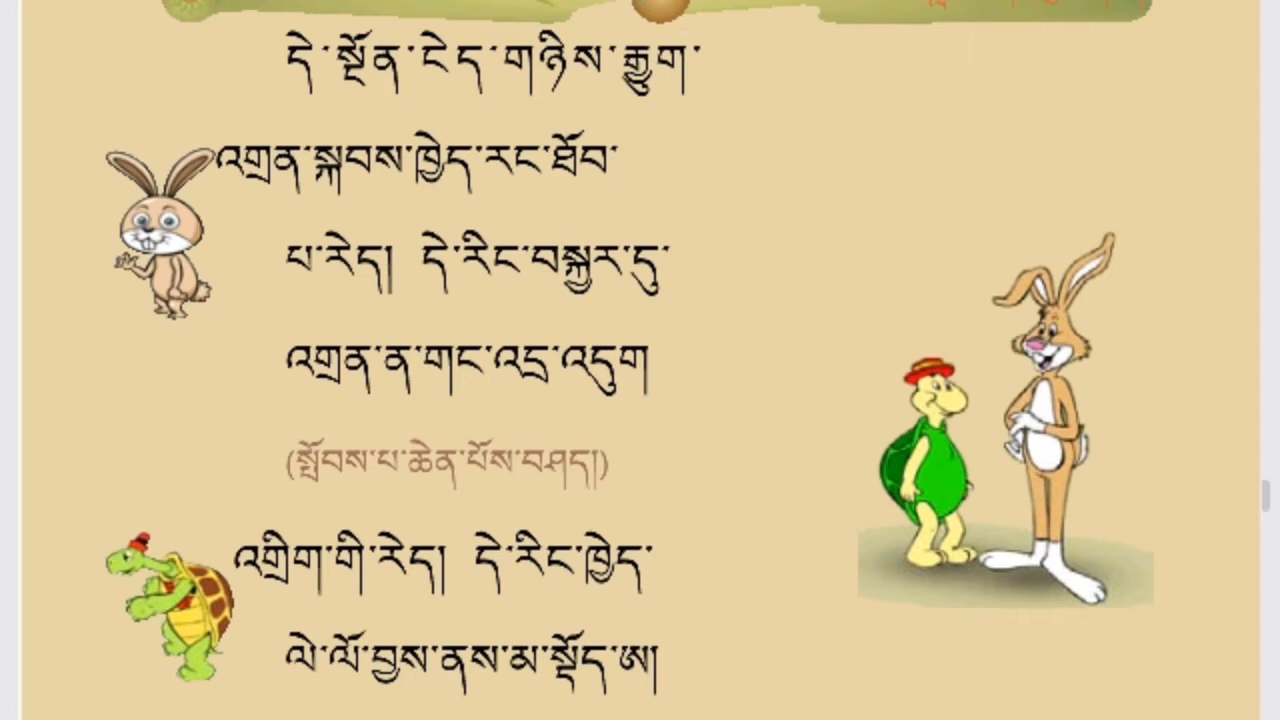 དེ་སྔོན་ངེད་གཉིས་རྒྱུག་
འགྲན་སྐབས་ཁྱེད་རང་ཐོབ་
པ་རེད། དེ་རིང་བསྐྱར་དུ་
འགྲན་ན་གང་འདྲ་འདུག
(སྤོབས་པ་ཆེན་པོས་བཤད།)
འགྲིག་གི་རེད། དེ་རིང་ཁྱེད་
ལེ་ལོ་བྱས་ནས་མ་སྡོད་ཨ།